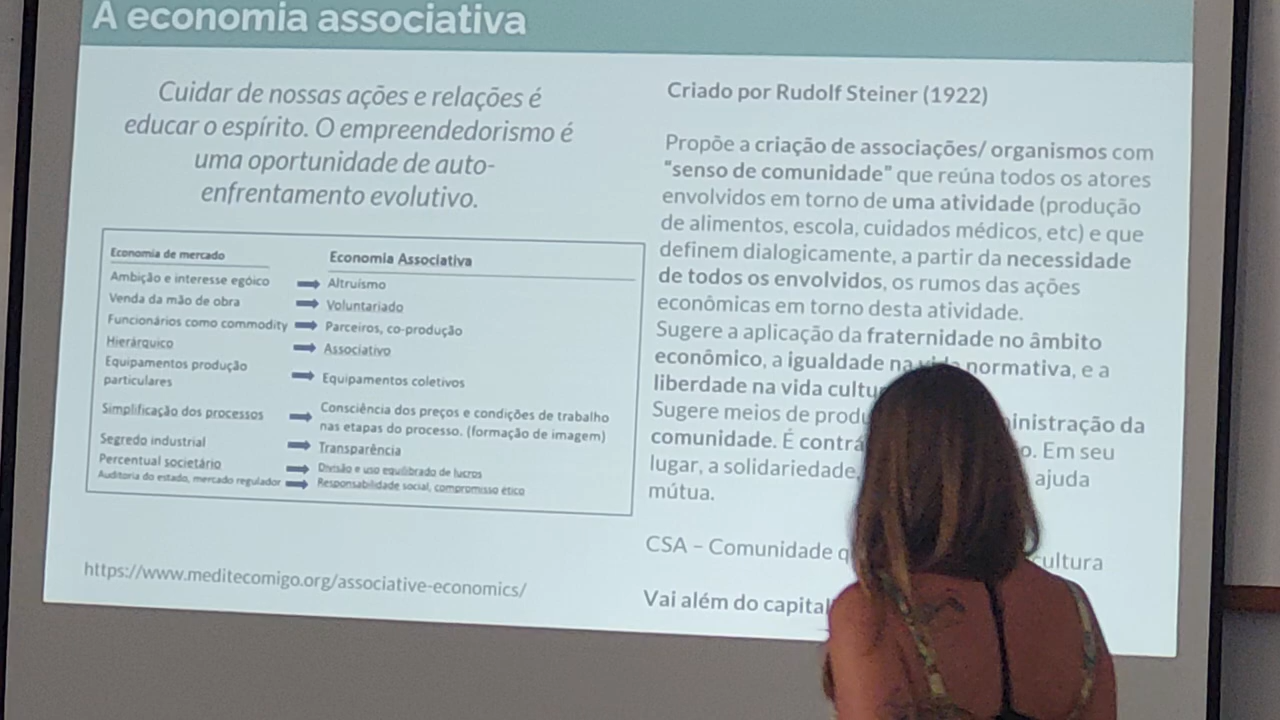 A economia associativa
Cuidar de nossas ações e relações é
educar o espírito. O empreendedorismo é
uma oportunidade de auto-
enfrentamento evolutivo.
Economia de mercado Economia Associativa
Ambição e interesse egóico Altruísmo
Venda da mão de obra Voluntariado
Funcionários como commodity Parceiros, co-produção
Hierárquico Associativo
Equipamentos produção
particulares Equipamentos coletivos
Simplificação dos processos Consciência dos preços e condições de trabalho
nas etapas do processo. (formação de imagem)
Segredo industrial Transparência
Percentual societário Divisão e uso equilibrado de lucros
Auditoria do estado, mercado regulador Responsabilidade social, compromisso ético
https://www.meditecomigo.org/associative-economics/
Criado por Rudolf Steiner (1922)
Propõe a criação de associações/ organismos com
"senso de comunidade" que reúna todos os atores
envolvidos em torno de uma atividade (produção
de alimentos, escola, cuidados médicos, etc) e que
definem dialogicamente, a partir da necessidade
de todos os envolvidos, os rumos das ações
econômicas em torno desta atividade.
Sugere a aplicação da fraternidade no âmbito
econômico, a igualdade na vida normativa, e a
liberdade na vida
Sugere meios de da
comunidade. É Em seu
lugar, a solidariedade, ajuda
mútua.
CSA – Comunidade
Vai além do